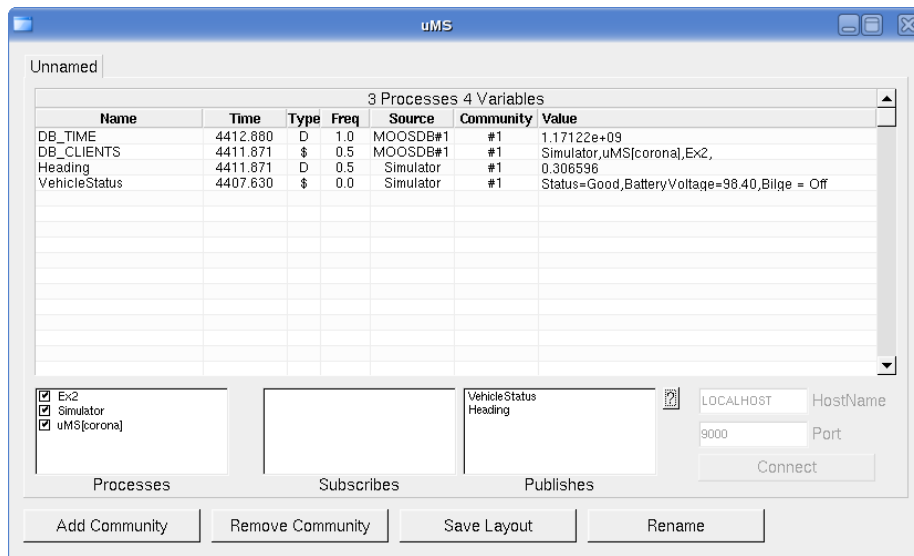 uMS
Unnamed
3 Processes 4 Variables
Name Time Type Freq Source Community Value
DB_TIME 4412.880 D 1.0 MOOSDB#1 #1 1.17122e+09
DB_CLIENTS 4411.871 $ 0.5 MOOSDB#1 #1 Simulator,uMS[corona],Ex2,
Heading 4411.871 D 0.5 Simulator #1 0.306596
VehicleStatus 4407.630 $ 0.0 Simulator #1 Status=Good,BatteryVoltage=98.40,Bilge = Off
Ex2
Simulator
uMS[corona]
Processes
Subscribes
VehicleStatus
Heading
Publishes
?
LOCALHOST HostName
9000 Port
Connect
Add Community Remove Community Save Layout Rename